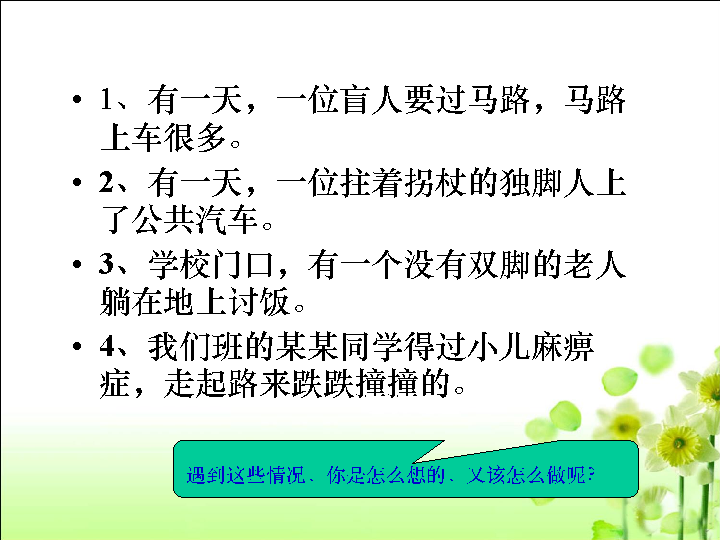 • 1、有一天，一位盲人要过马路，马路
上车很多。
• 2、有一天，一位拄着拐杖的独脚人上
了公共汽车。
• 3、学校门口，有一个没有双脚的老人
躺在地上讨饭。
• 4、我们班的某某同学得过小儿麻痹
症，走起路来跌跌撞撞的。
遇到这些情况，你是怎么想的，又该怎么做呢？